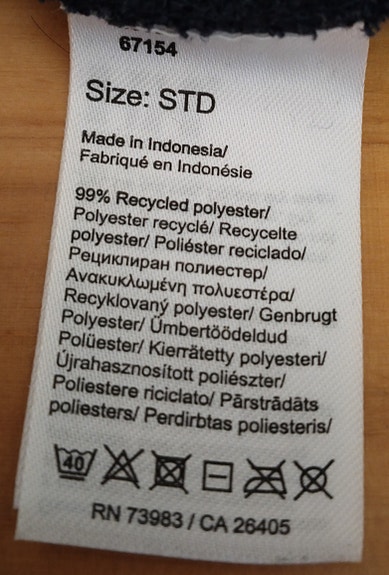 67154
Size: STD
Made in Indonesia/
Fabriqué en Indonésie
99% Recycled polyester/
Polyester recyclé/ Recycelte
polyester/ Poliéster reciclado/
Рециклиран полиестер/
Ανακυκλωμένη πολυεστέρα/
Recyklovaný polyester/ Genbrugt
Polyester/ Ümbertöödeldud
Polüester/ Kierrätetty polyesteri/
Újrahasznosított poliészter/
Poliestere riciclato/ Pārstrādāts
poliesters/ Perdirbtas poliesteris/
40
RN 73983 / CA 26405